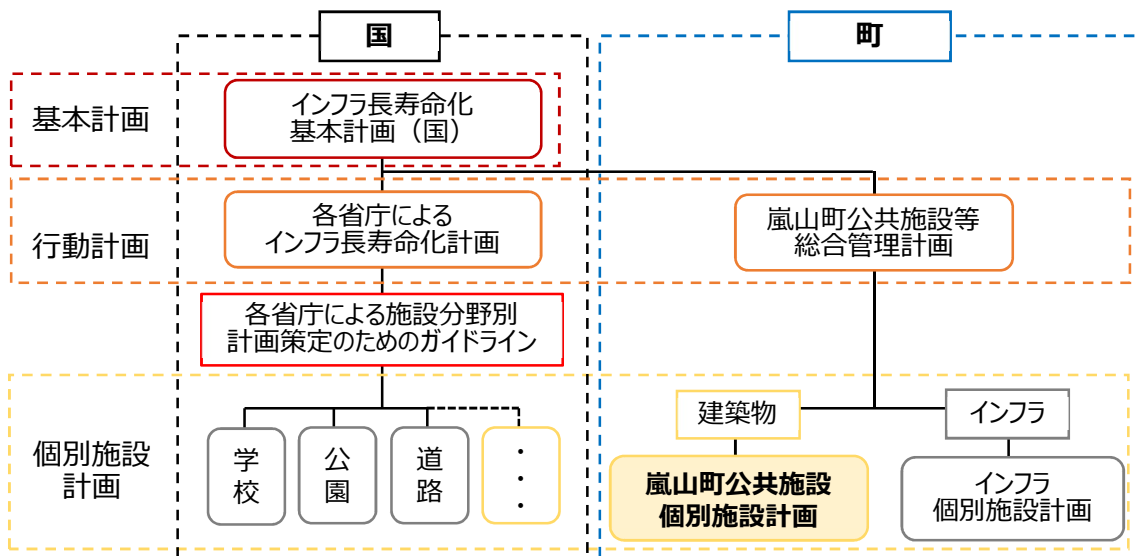 国
町
基本計画
インフラ長寿命化
基本計画（国）
行動計画
各省庁による
インフラ長寿命化計画
嵐山町公共施設等
総合管理計画
各省庁による施設分野別
計画策定のためのガイドライン
個別施設
計画
学校
公園
道路
・・・
建築物
インフラ
嵐山町公共施設
個別施設計画
インフラ
個別施設計画